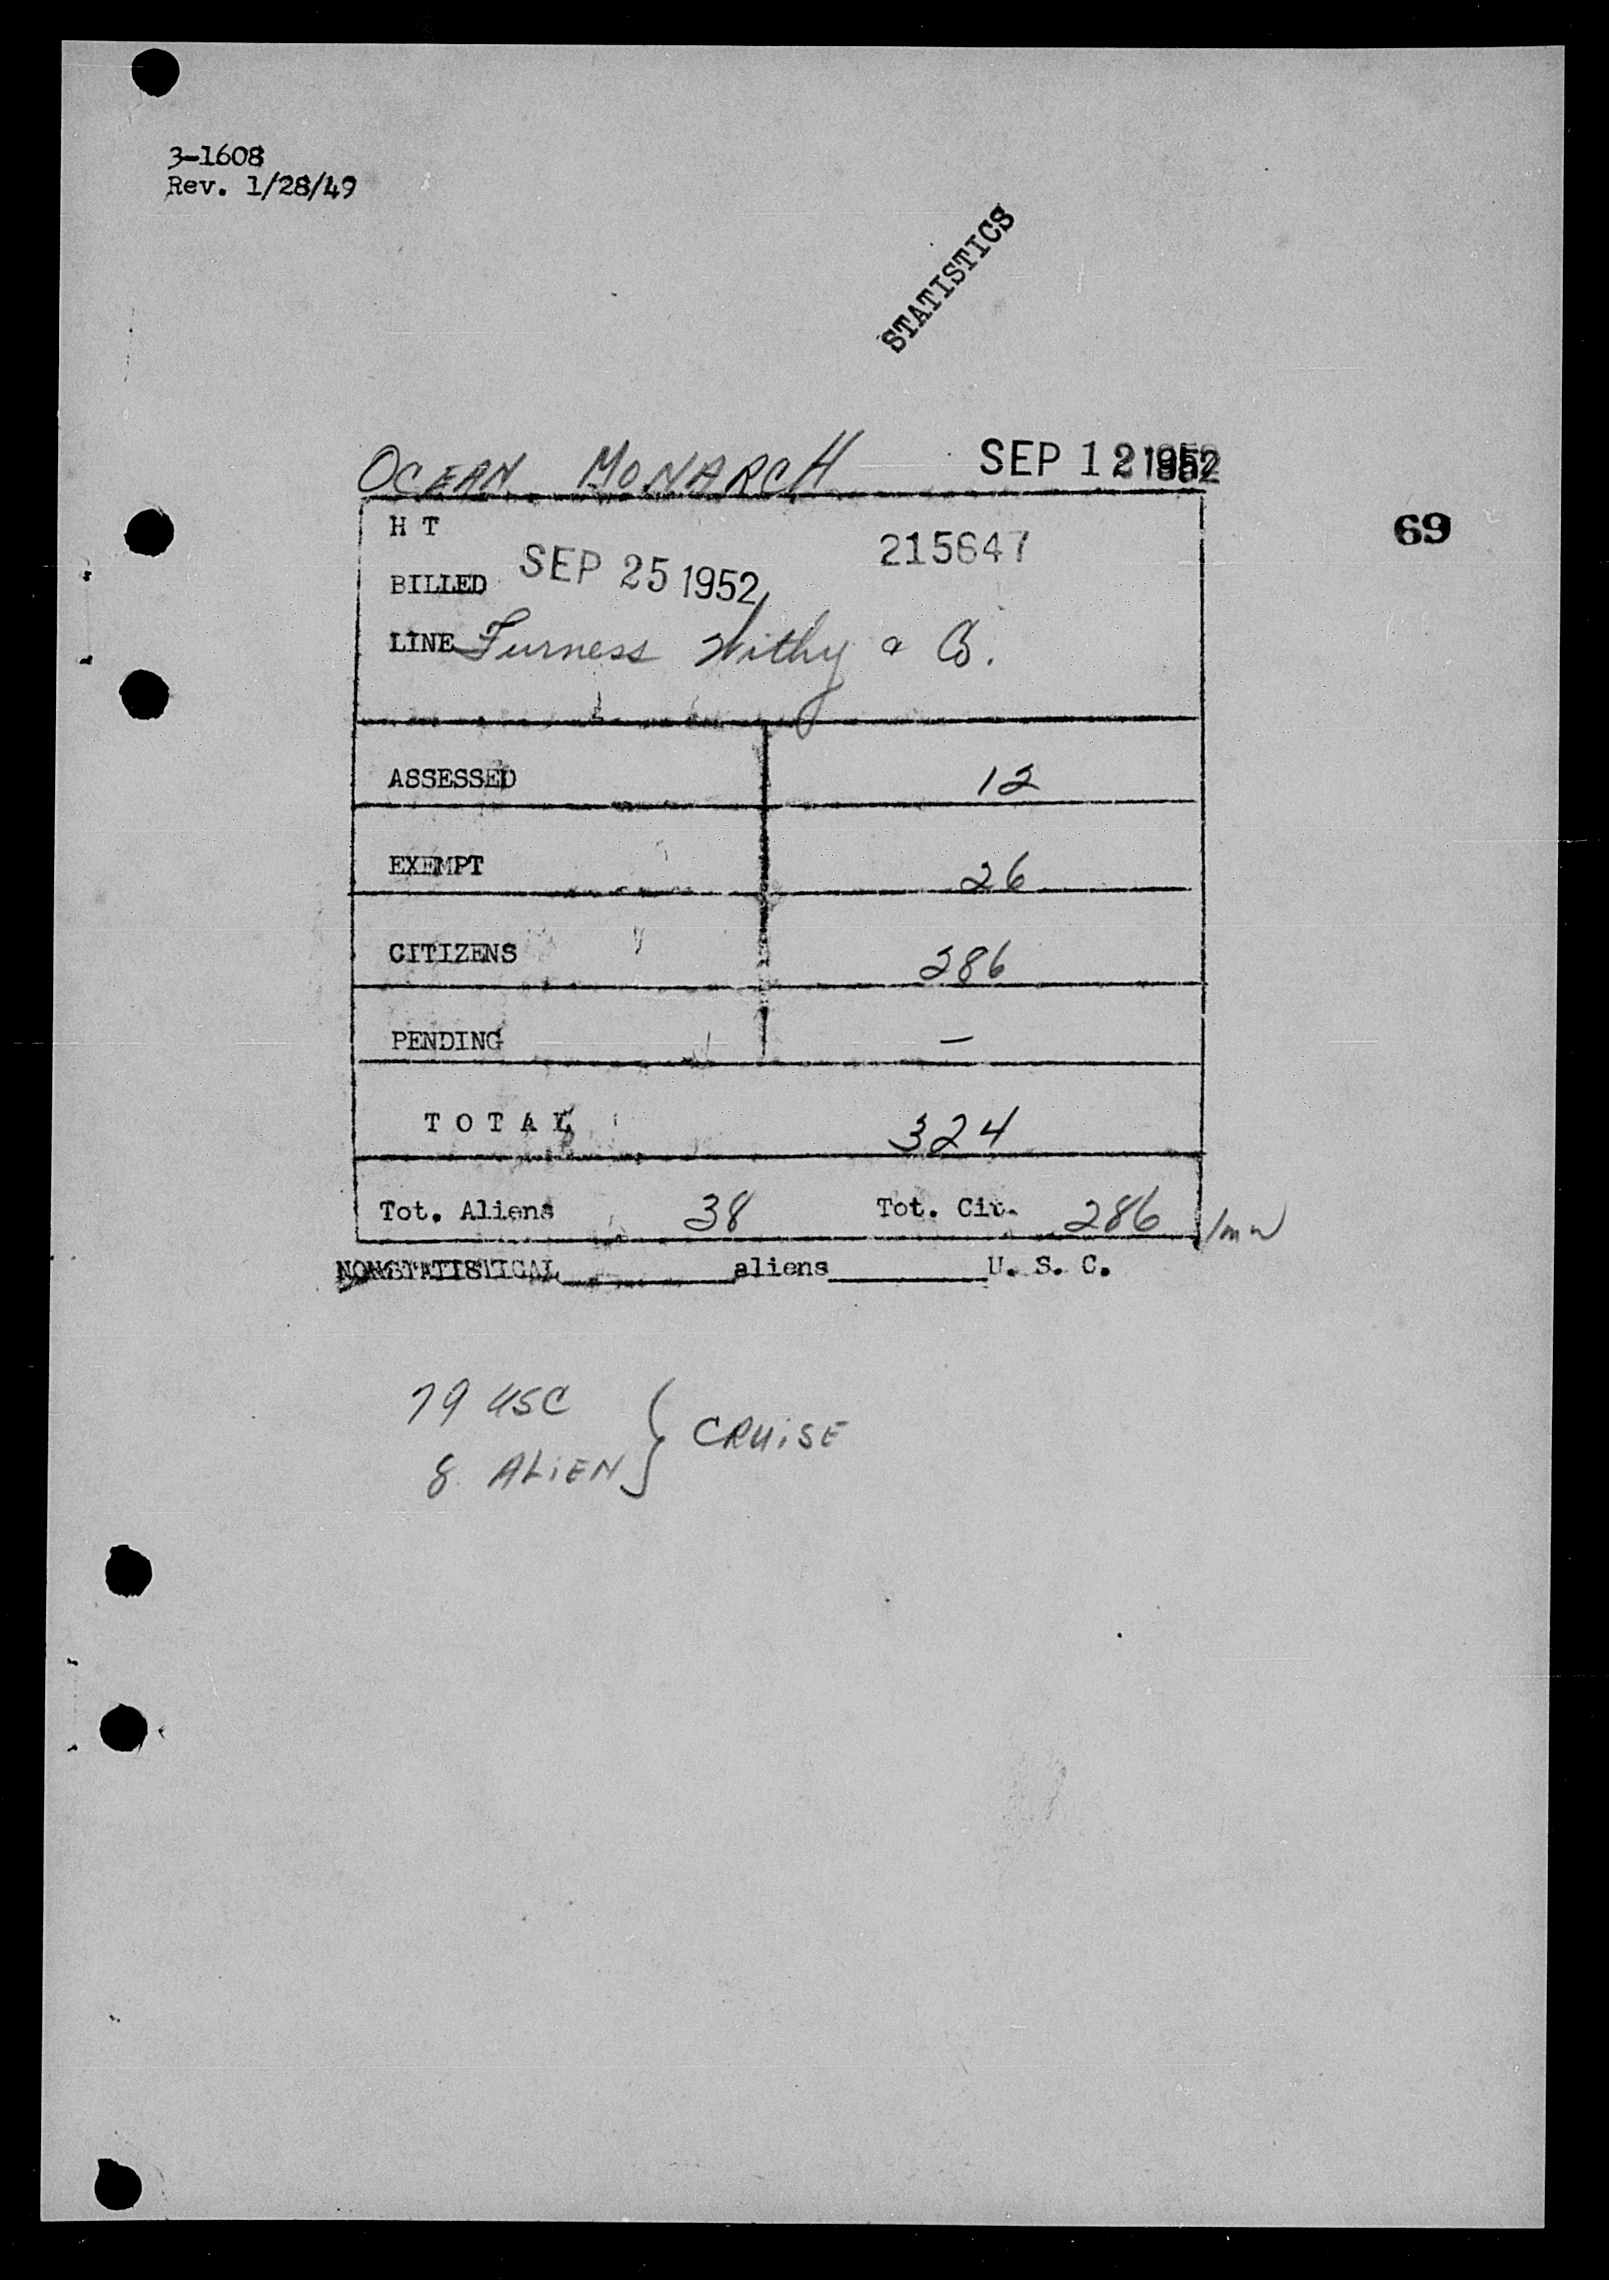 3-1608
Rev. 1/28/49
STATISTICS
OCEAN MONARCH SEP 12 1952
69
H T
215647
BILLED SEP 25 1952
LINE Furness Withy & Co.
ASSESSED 12
EXEMPT 26
CITIZENS 286
PENDING —
T O T A L 324
Tot. Aliens 38 Tot. Cit. 286
NONSTATISTICAL aliens U. S. C.
79 USC
8 ALIEN } CRUISE